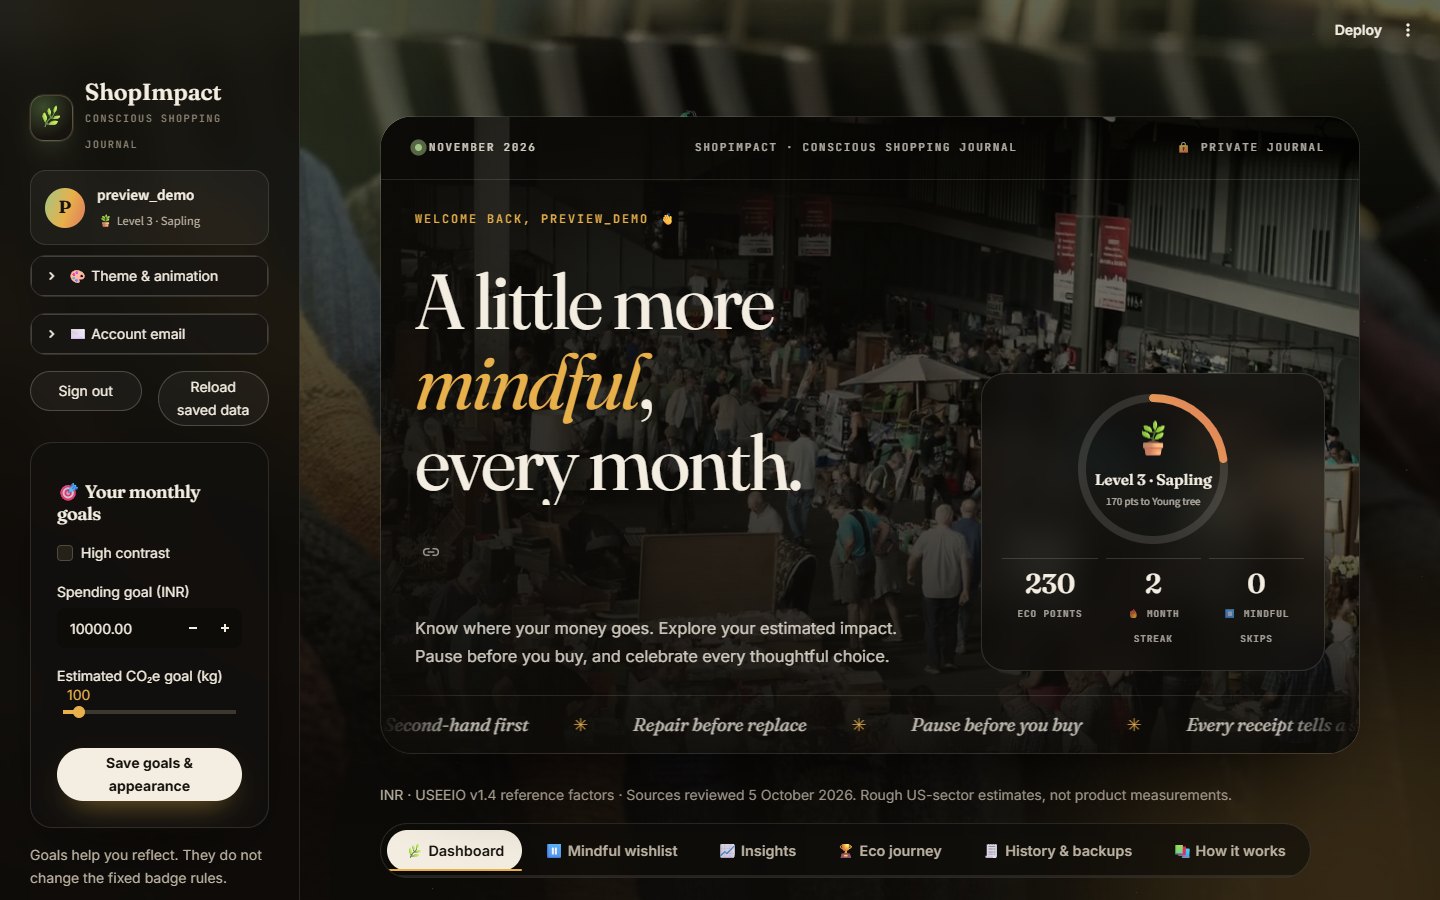 Deploy
ShopImpact
CONSCIOUS SHOPPING
JOURNAL
P
preview_demo
Level 3 · Sapling
Theme & animation
Account email
Sign out
Reload
saved data
Your monthly
goals
High contrast
Spending goal (INR)
10000.00
Estimated CO₂e goal (kg)
100
Save goals &
appearance
Goals help you reflect. They do not
change the fixed badge rules.
NOVEMBER 2026
SHOPIMPACT · CONSCIOUS SHOPPING JOURNAL
PRIVATE JOURNAL
WELCOME BACK, PREVIEW_DEMO
A little more
mindful,
every month.
Know where your money goes. Explore your estimated impact.
Pause before you buy, and celebrate every thoughtful choice.
Level 3 · Sapling
170 pts to Young tree
230
ECO POINTS
2
MONTH
STREAK
0
MINDFUL
SKIPS
Second-hand first
Repair before replace
Pause before you buy
Every receipt tells a
INR · USEEIO v1.4 reference factors · Sources reviewed 5 October 2026. Rough US-sector estimates, not product measurements.
Dashboard
Mindful wishlist
Insights
Eco journey
History & backups
How it works